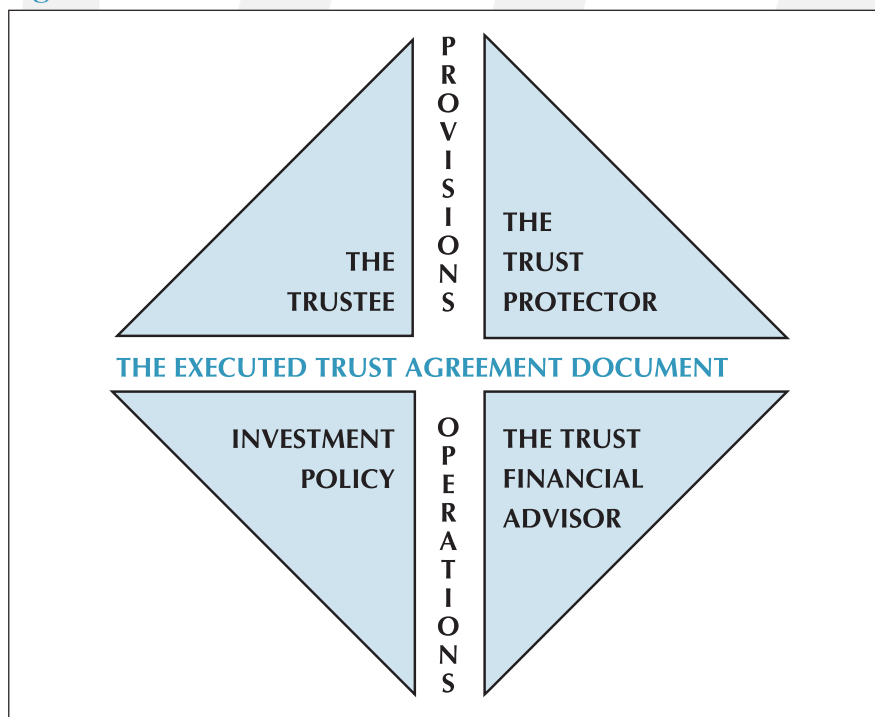 PROVISIONS
THE
TRUSTEE
THE
TRUST
PROTECTOR
THE EXECUTED TRUST AGREEMENT DOCUMENT
INVESTMENT
POLICY
OPERATIONS
THE TRUST
FINANCIAL
ADVISOR